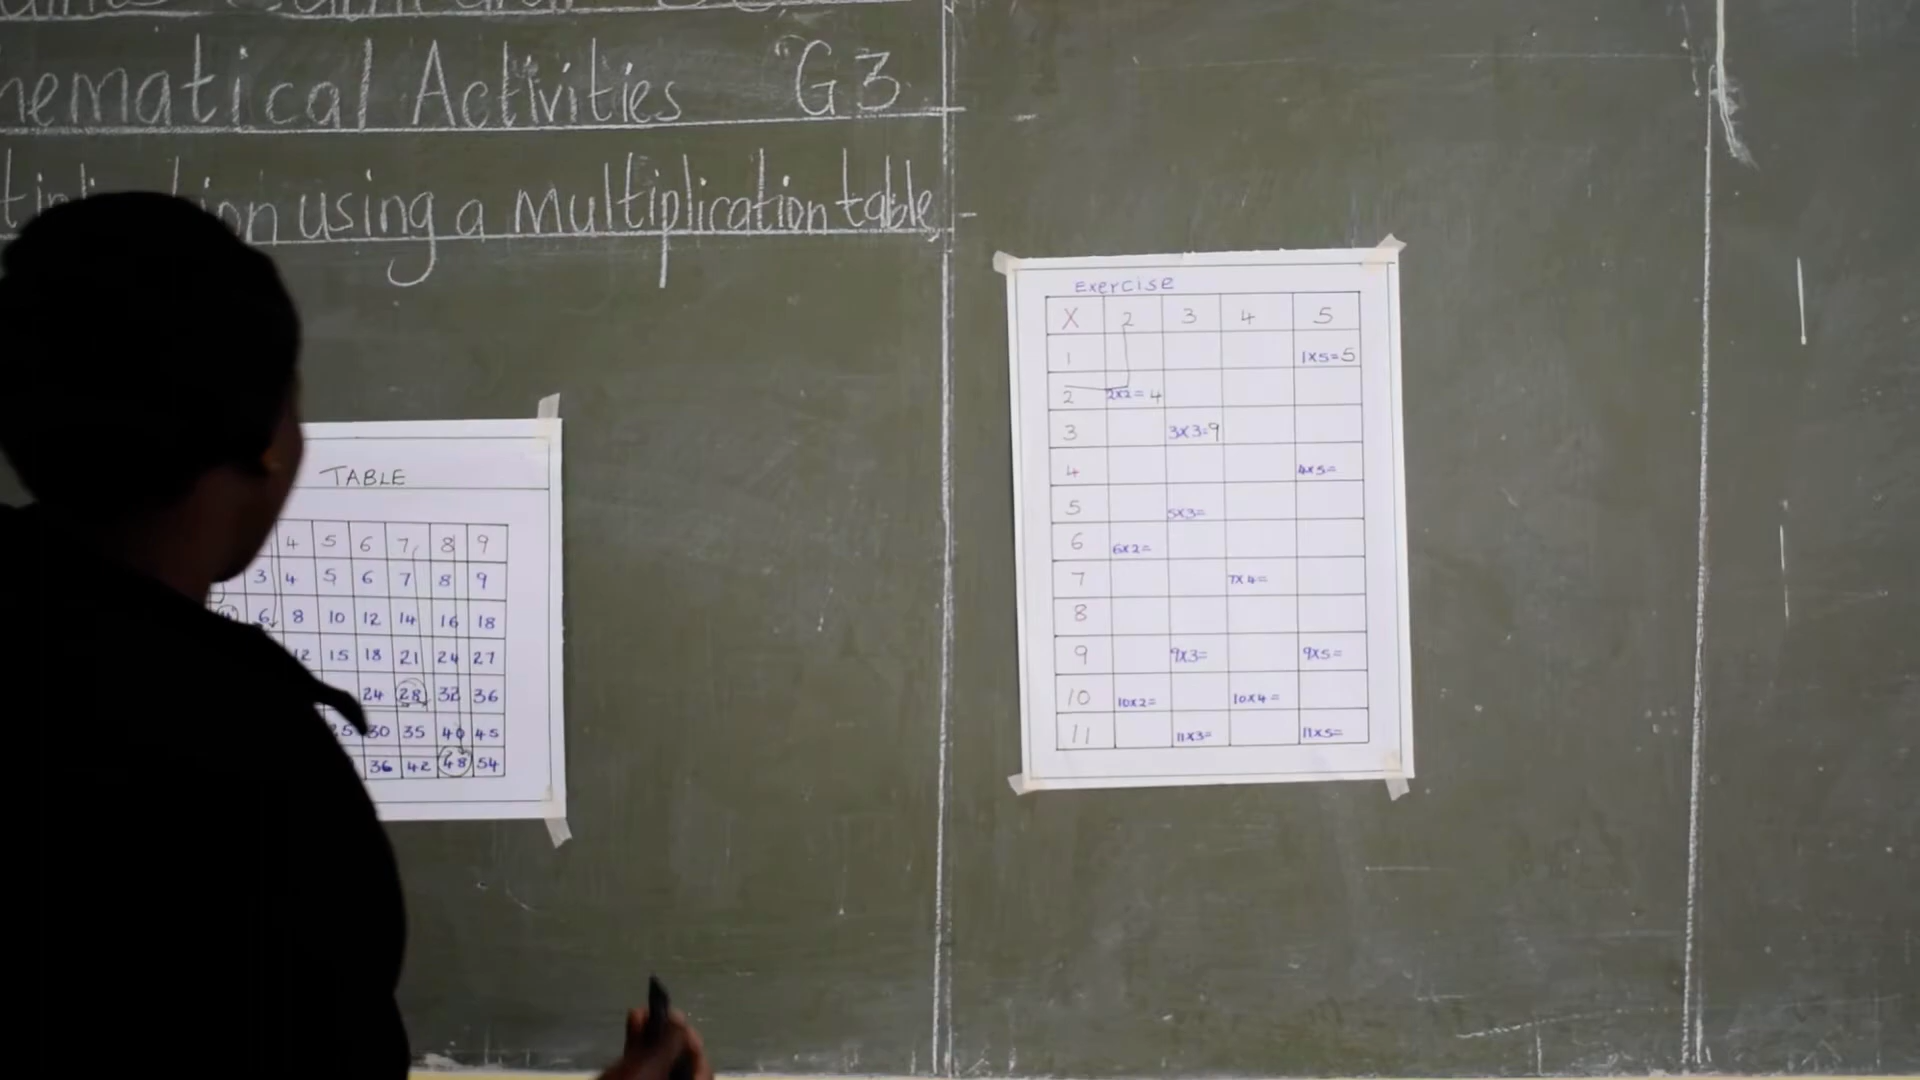 Mathematical Activities G3
using a Multiplication table
TABLE
4 5 6 7 8 9
3 4 5 6 7 8 9
6 8 10 12 14 16 18
12 15 18 21 24 27
24 28 32 36
25 30 35 40 45
36 42 48 54
Exercise
X 2 3 4 5
1 1x5=5
2 2x2=4
3 3x3=9
4 4x5=
5 5x3=
6 6x2=
7 7x4=
8
9 9x3= 9x5=
10 10x2= 10x4=
11 11x3= 11x5=